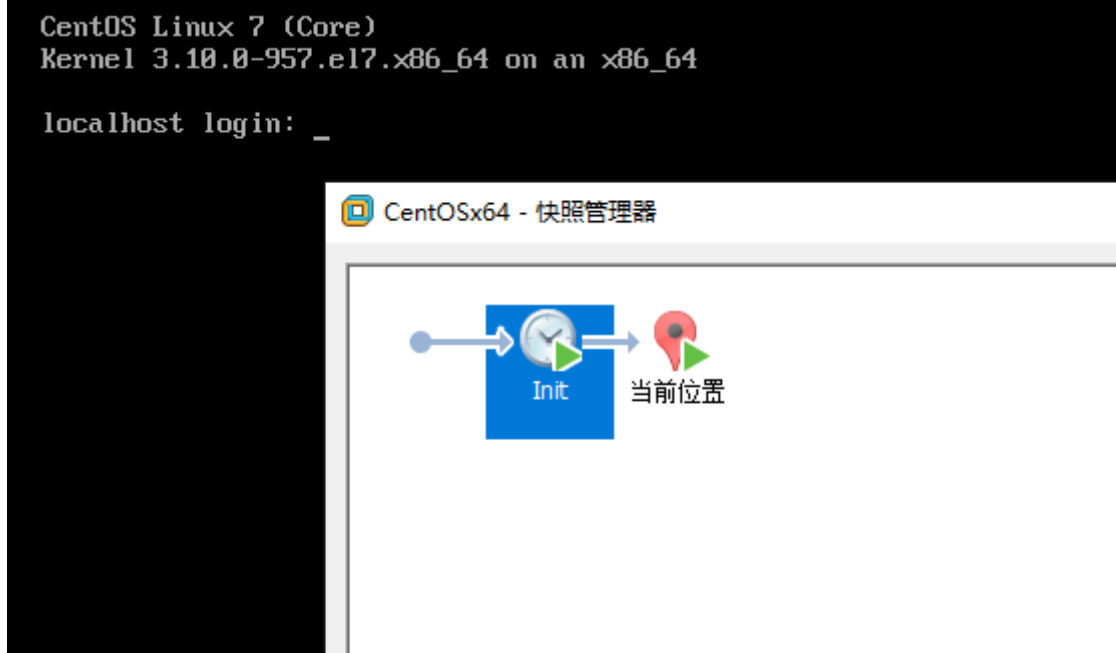 CentOS Linux 7 (Core)
Kernel 3.10.0-957.el7.x86_64 on an x86_64
localhost login: _
CentOSx64 - 快照管理器
Init
当前位置